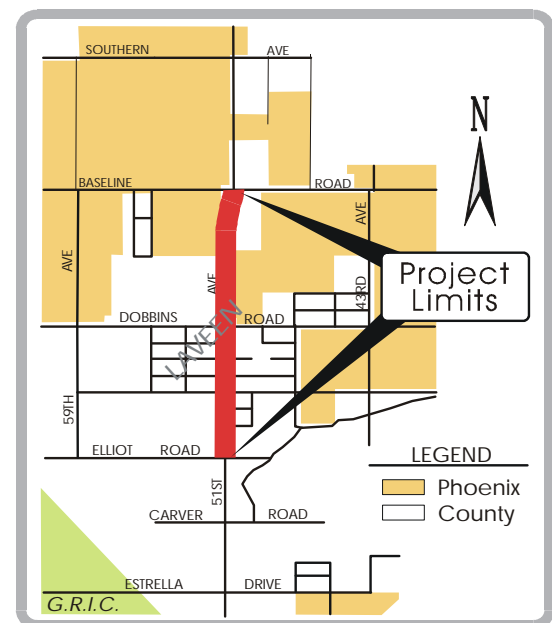 SOUTHERN AVE
N
BASELINE ROAD
AVE
AVE
AVE
Project
Limits
43RD
DOBBINS ROAD
LAVEEN
59TH
ELLIOT ROAD
LEGEND
Phoenix
County
51ST
CARVER ROAD
ESTRELLA DRIVE
G.R.I.C.